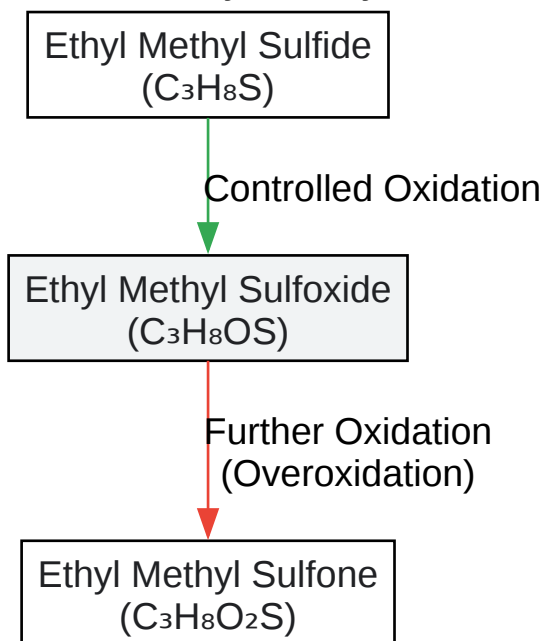 Ethyl Methyl Sulfide
(C₃H₈S)
Controlled Oxidation
Ethyl Methyl Sulfoxide
(C₃H₈OS)
Further Oxidation
(Overoxidation)
Ethyl Methyl Sulfone
(C₃H₈O₂S)